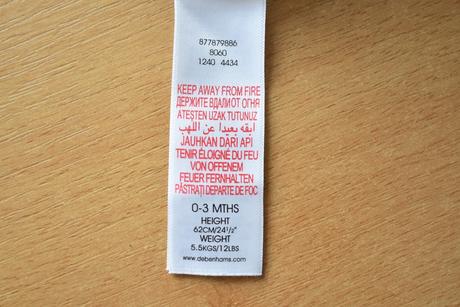 877879886
8060
1240 4434
KEEP AWAY FROM FIRE
ДЕРЖИТЕ ВДАЛИ ОТ ОГНЯ
ATEŞTEN UZAK TUTUNUZ
ابقه بعيدا عن اللهب
JAUHKAN DARI API
TENIR ÉLOIGNÉ DU FEU
VON OFFENEM
FEUER FERNHALTEN
PĂSTRAŢI DEPARTE DE FOC
0-3 MTHS
HEIGHT
62CM/24½"
WEIGHT
5.5KGS/12LBS
www.debenhams.com